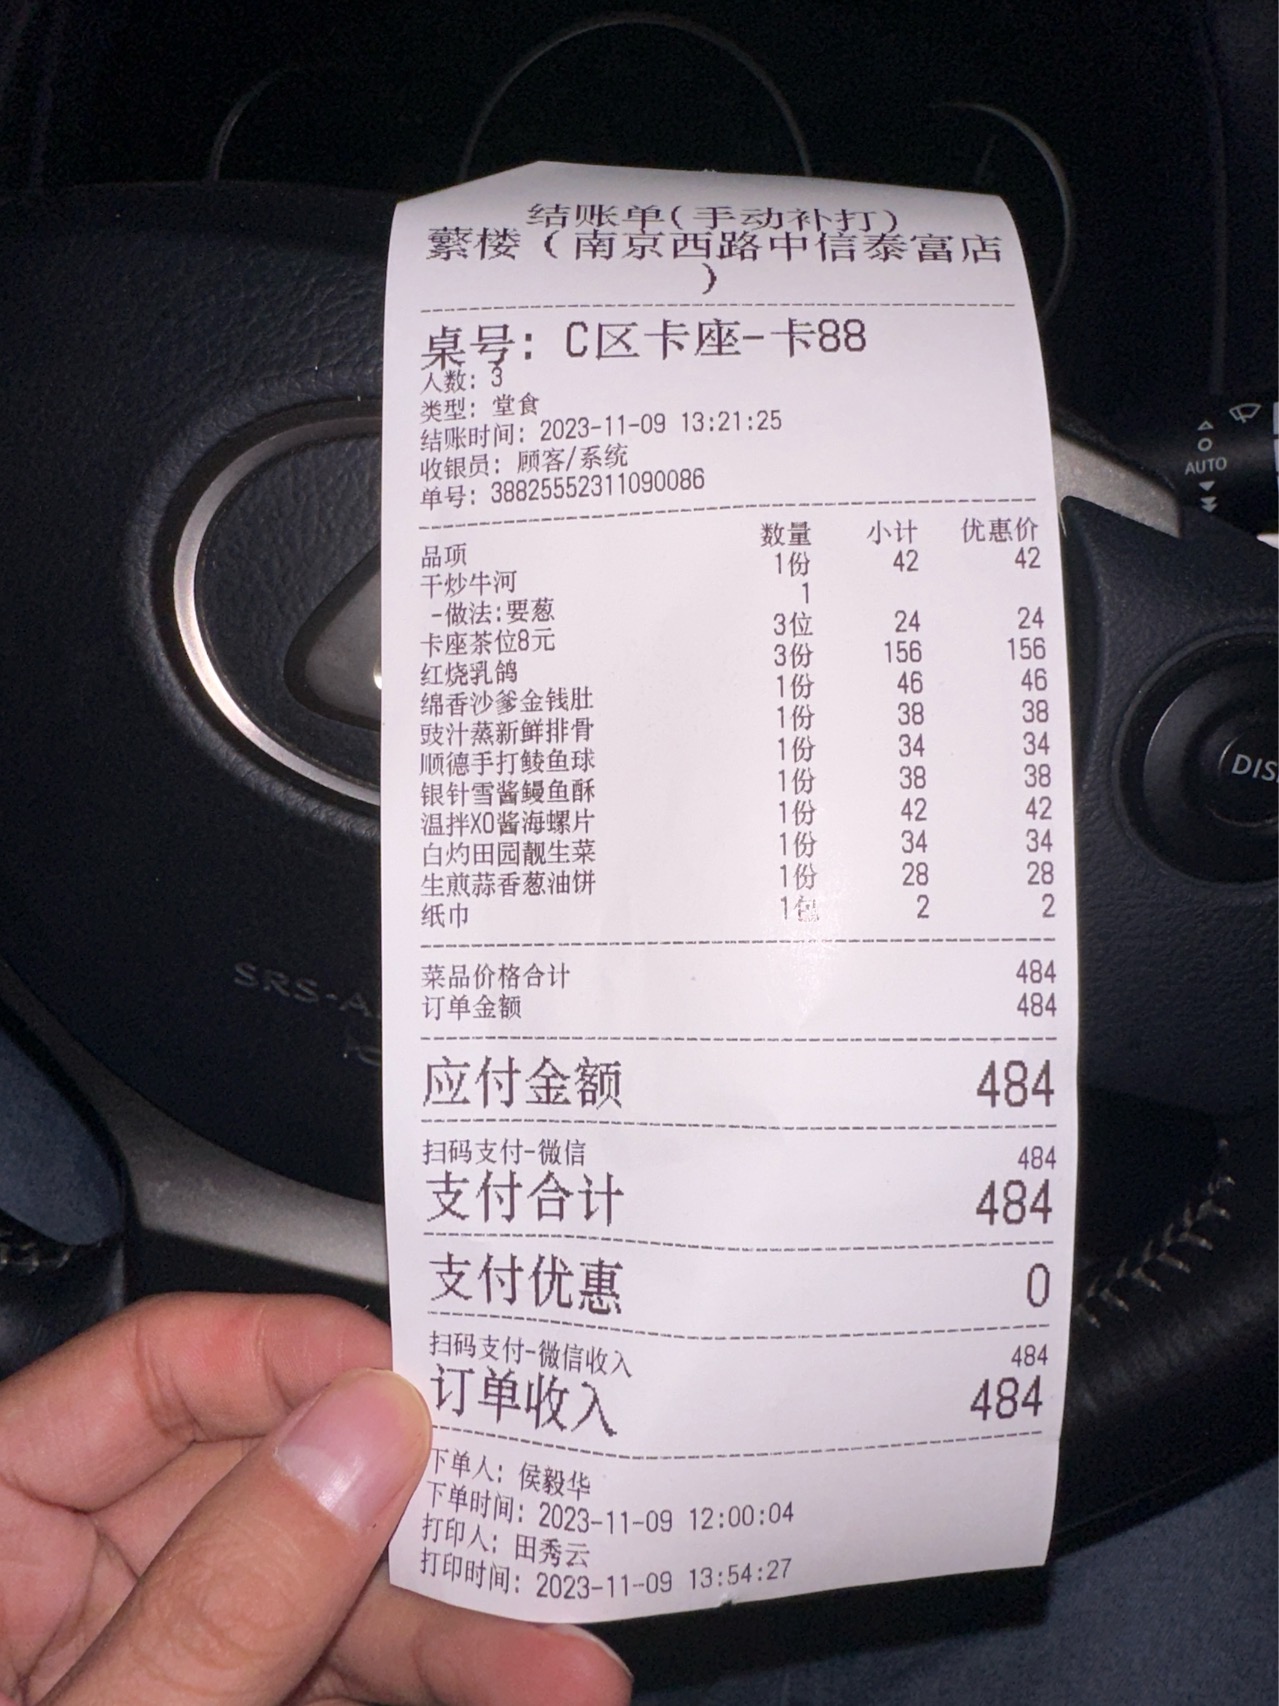 结账单(手动补打)
蘩楼（南京西路中信泰富店
）
桌号: C区卡座-卡88
人数: 3
类型: 堂食
结账时间: 2023-11-09 13:21:25
收银员: 顾客/系统
单号: 38825552311090086
品项 数量 小计 优惠价
干炒牛河 1份 42 42
-做法:要葱 1
卡座茶位8元 3位 24 24
红烧乳鸽 3份 156 156
绵香沙爹金钱肚 1份 46 46
豉汁蒸新鲜排骨 1份 38 38
顺德手打鲮鱼球 1份 34 34
银针雪酱鳗鱼酥 1份 38 38
温拌XO酱海螺片 1份 42 42
白灼田园靓生菜 1份 34 34
生煎蒜香葱油饼 1份 28 28
纸巾 1包 2 2
菜品价格合计 484
订单金额 484
应付金额 484
扫码支付-微信 484
支付合计 484
支付优惠 0
扫码支付-微信收入 484
订单收入 484
下单人: 侯毅华
下单时间: 2023-11-09 12:00:04
打印人: 田秀云
打印时间: 2023-11-09 13:54:27
AUTO
SRS-A